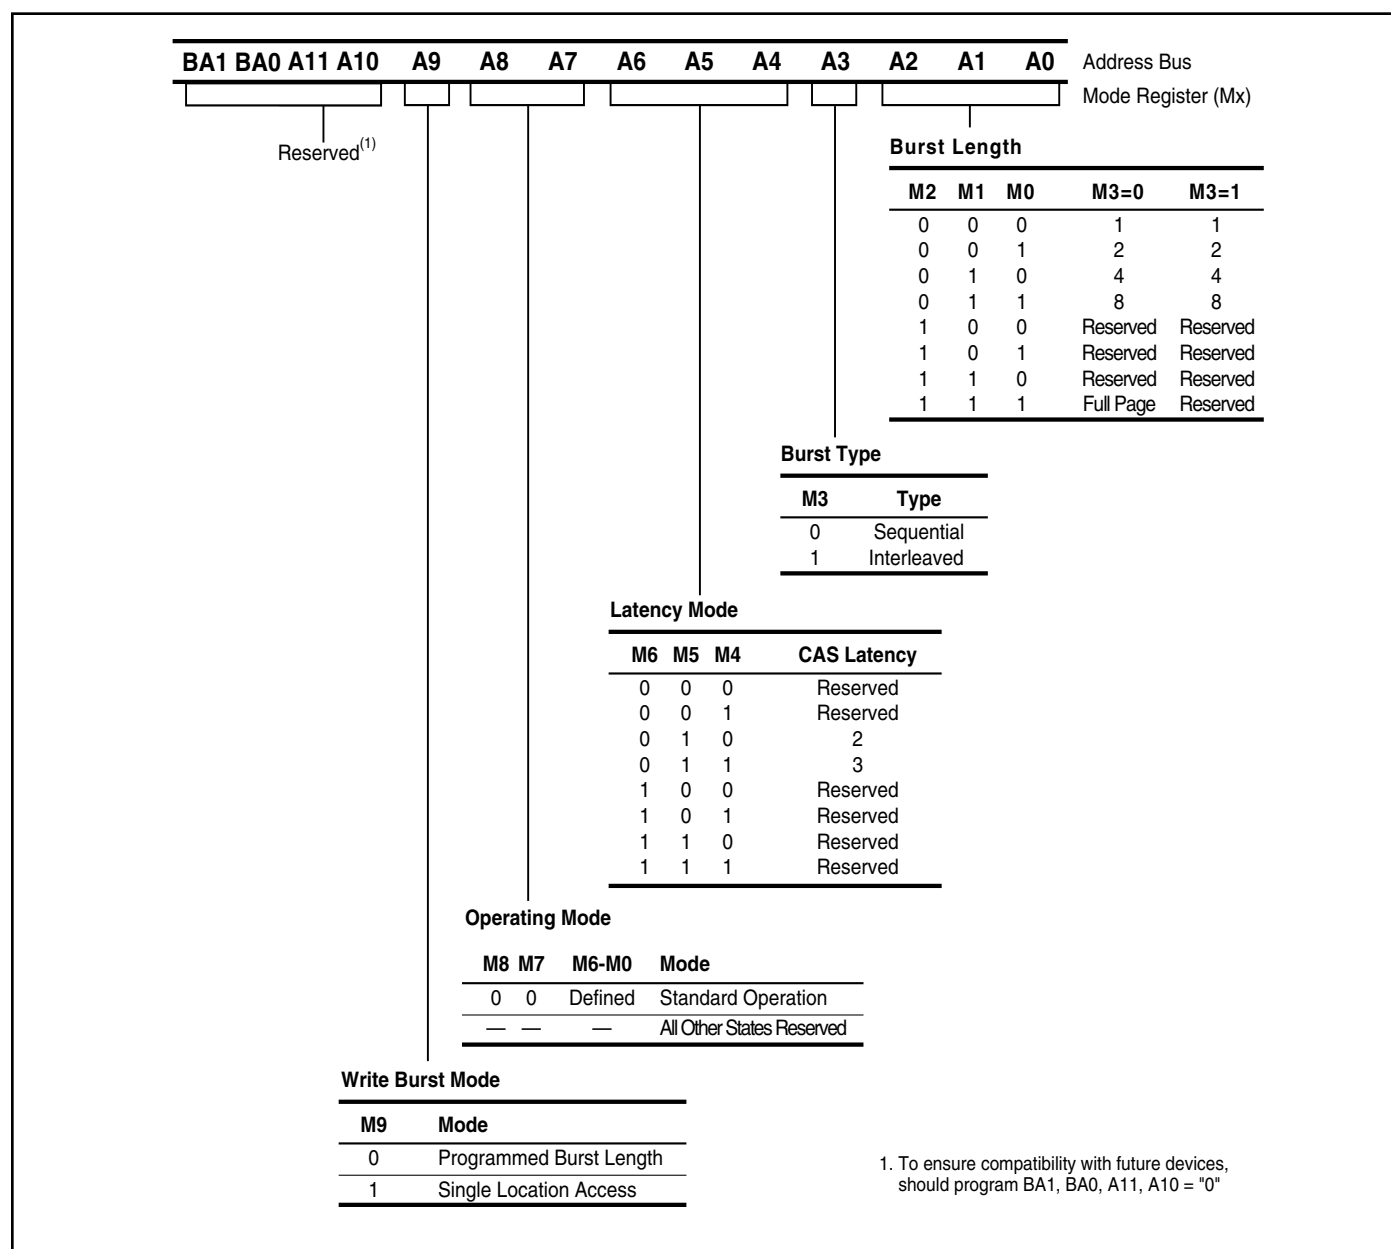 BA1 BA0 A11 A10 A9 A8 A7 A6 A5 A4 A3 A2 A1 A0 Address Bus
Mode Register (Mx)
Reserved(1)
Burst Length
M2 M1 M0 M3=0 M3=1
0 0 0 1 1
0 0 1 2 2
0 1 0 4 4
0 1 1 8 8
1 0 0 Reserved Reserved
1 0 1 Reserved Reserved
1 1 0 Reserved Reserved
1 1 1 Full Page Reserved
Burst Type
M3 Type
0 Sequential
1 Interleaved
Latency Mode
M6 M5 M4 CAS Latency
0 0 0 Reserved
0 0 1 Reserved
0 1 0 2
0 1 1 3
1 0 0 Reserved
1 0 1 Reserved
1 1 0 Reserved
1 1 1 Reserved
Operating Mode
M8 M7 M6-M0 Mode
0 0 Defined Standard Operation
— — — All Other States Reserved
Write Burst Mode
M9 Mode
0 Programmed Burst Length
1 Single Location Access
1. To ensure compatibility with future devices,
should program BA1, BA0, A11, A10 = "0"